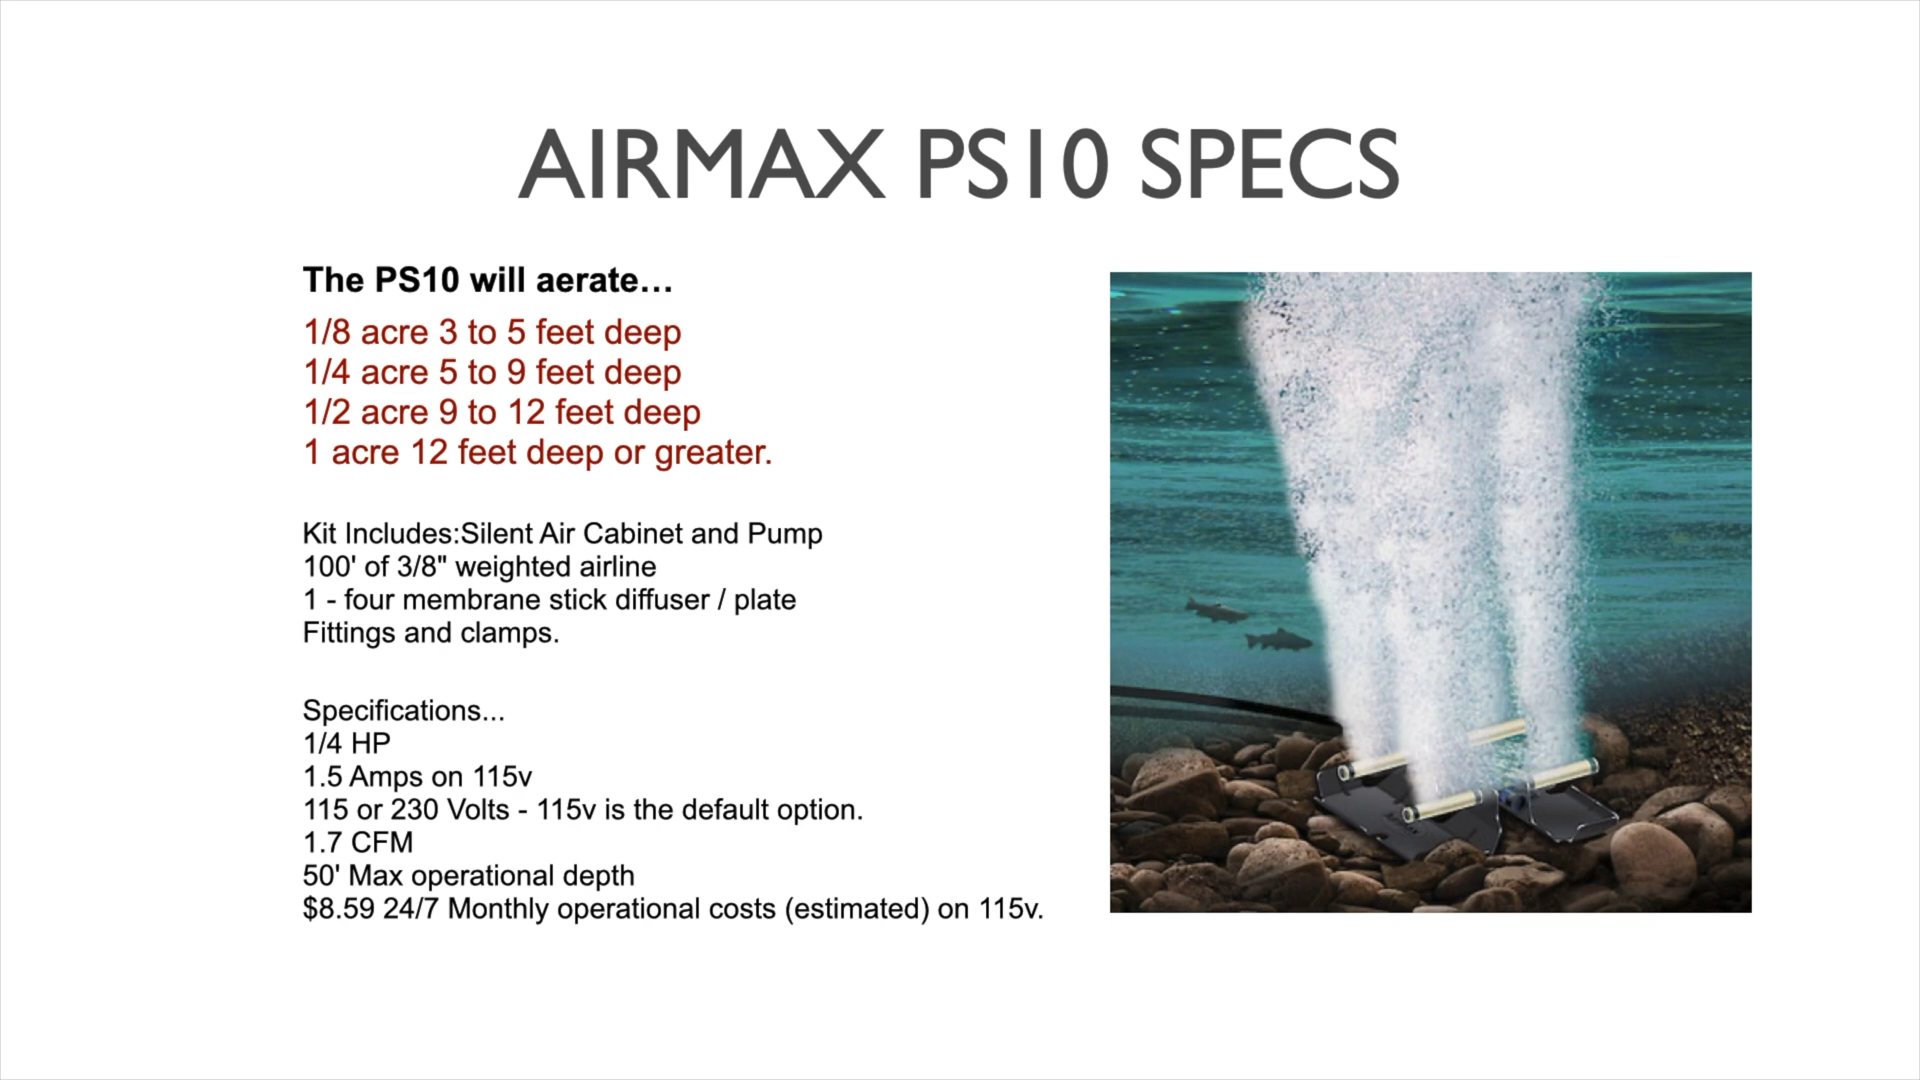 AIRMAX PS10 SPECS
The PS10 will aerate...
1/8 acre 3 to 5 feet deep
1/4 acre 5 to 9 feet deep
1/2 acre 9 to 12 feet deep
1 acre 12 feet deep or greater.
Kit Includes:Silent Air Cabinet and Pump
100' of 3/8" weighted airline
1 - four membrane stick diffuser / plate
Fittings and clamps.
Specifications...
1/4 HP
1.5 Amps on 115v
115 or 230 Volts - 115v is the default option.
1.7 CFM
50' Max operational depth
$8.59 24/7 Monthly operational costs (estimated) on 115v.
AIRMAX